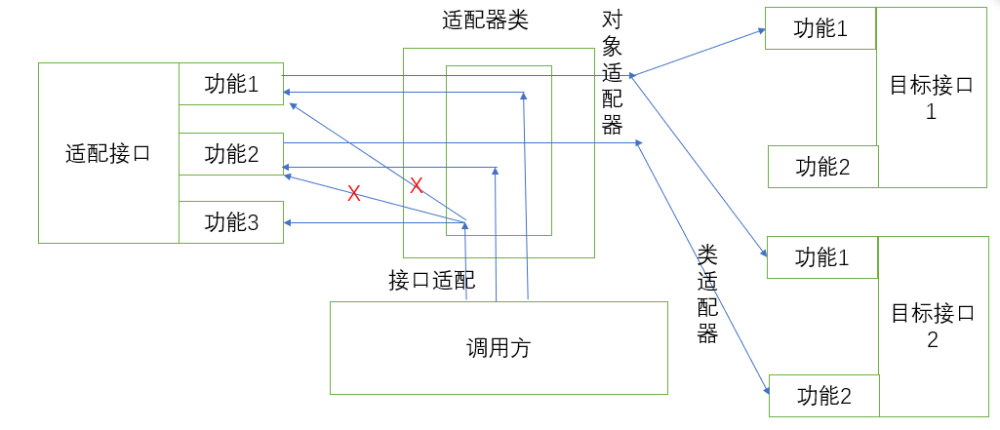 适配器类
对象适配器
功能1
目标接口
1
功能2
适配接口
功能1
功能2
功能3
X
X
接口适配
调用方
类适配器
功能1
目标接口
2
功能2